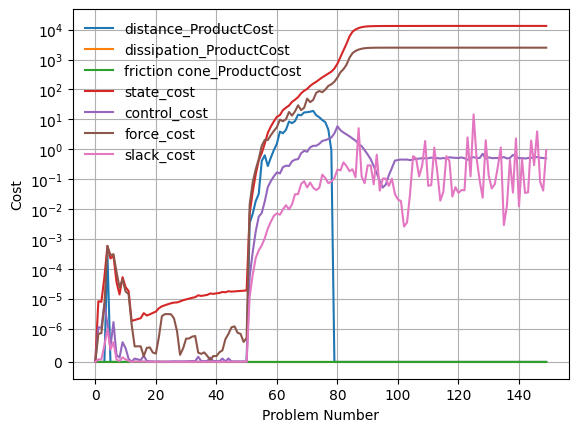 distance_ProductCost
dissipation_ProductCost
friction cone_ProductCost
state_cost
control_cost
force_cost
slack_cost
10⁴
10³
10²
10¹
10⁰
10⁻¹
10⁻²
10⁻³
10⁻⁴
10⁻⁵
10⁻⁶
0
Cost
0 20 40 60 80 100 120 140
Problem Number